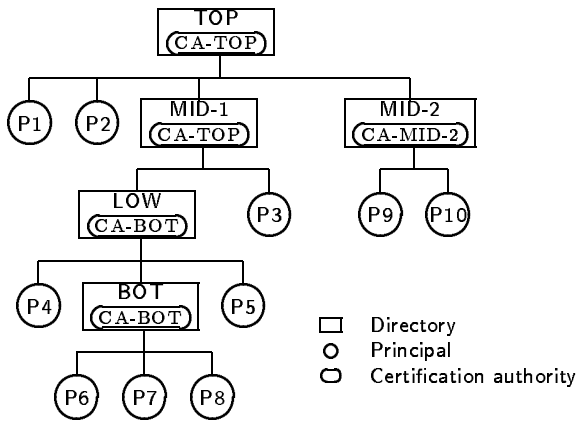 TOP
CA-TOP
P1 P2 MID-1 MID-2
CA-TOP CA-MID-2
LOW P3 P9 P10
CA-BOT
P4 BOT P5
CA-BOT
Directory
Principal
Certification authority
P6 P7 P8